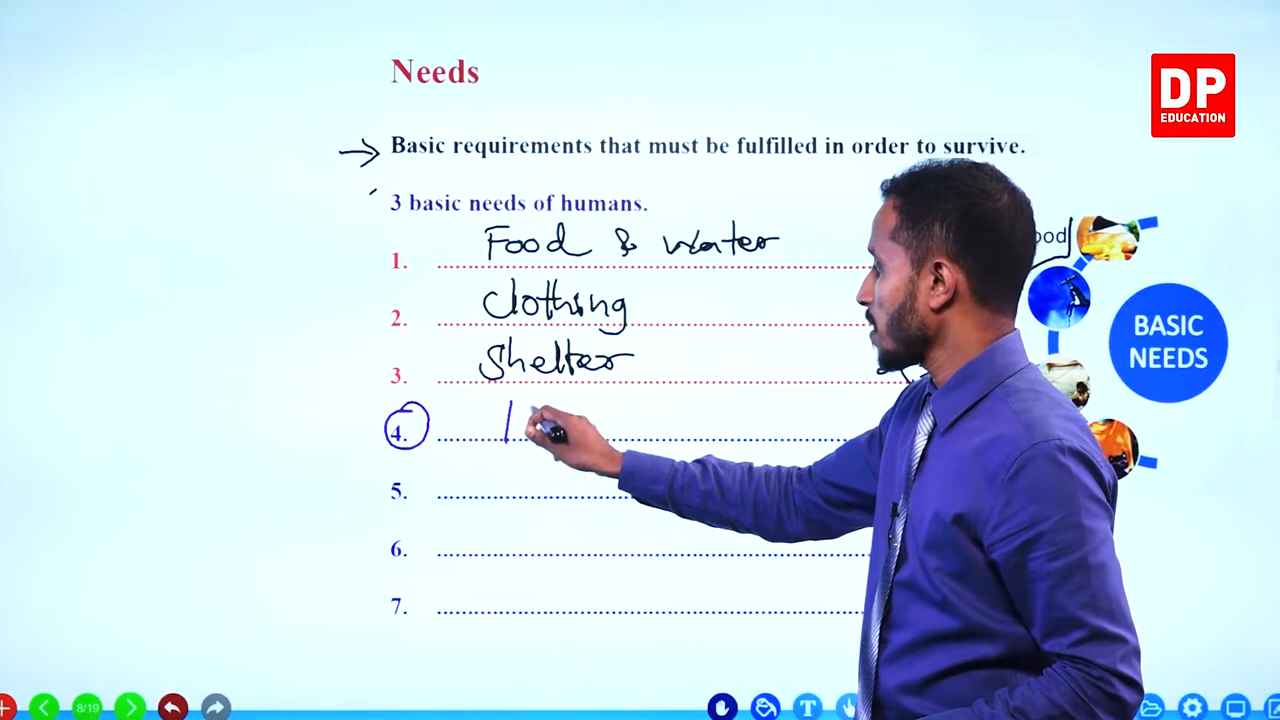 Needs
DP
EDUCATION
Basic requirements that must be fulfilled in order to survive.
3 basic needs of humans.
1. Food & water
2. Clothing
3. Shelter
4.
5.
6.
7.
BASIC
NEEDS
8/19
T